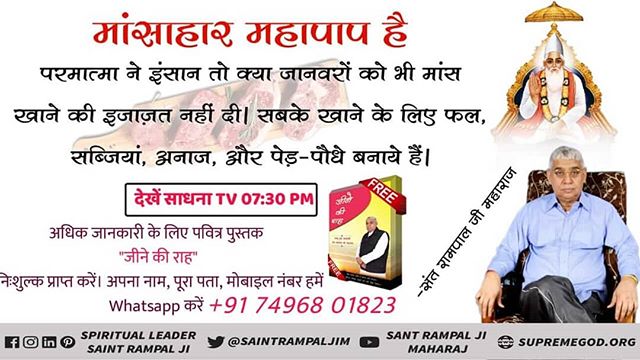 मांसाहार महापाप है
परमात्मा ने इंसान तो क्या जानवरों को भी मांस
खाने की इजाज़त नहीं दी। सबके खाने के लिए फल,
सब्जियां, अनाज, और पेड़-पौधे बनाये हैं।
देखें साधना TV 07:30 PM
अधिक जानकारी के लिए पवित्र पुस्तक
"जीने की राह"
निःशुल्क प्राप्त करें। अपना नाम, पूरा पता, मोबाइल नंबर हमें
Whatsapp करें +91 74968 01823
FREE
जीने
की
राह
FREE
-संत रामपाल जी महाराज
SPIRITUAL LEADER
SAINT RAMPAL JI
@SAINTRAMPALJIM
SANT RAMPAL JI
MAHARAJ
SUPREMEGOD.ORG